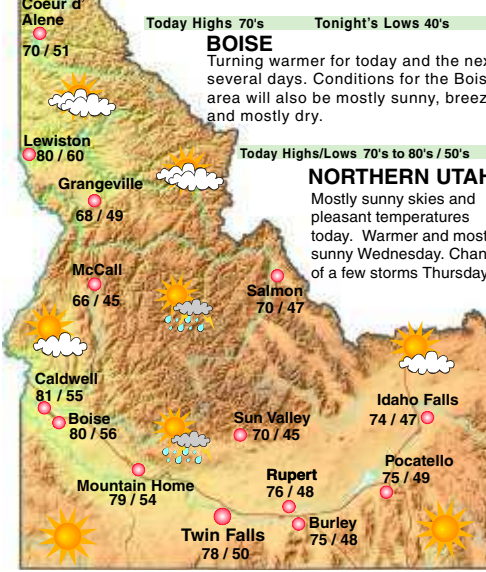 Coeur d'
Alene
70 / 51
Today Highs 70's Tonight's Lows 40's
BOISE
Turning warmer for today and the nex
several days. Conditions for the Bois
area will also be mostly sunny, breez
and mostly dry.
Lewiston
80 / 60
Today Highs/Lows 70's to 80's / 50's
NORTHERN UTAH
Mostly sunny skies and
pleasant temperatures
today. Warmer and most
sunny Wednesday. Chan
of a few storms Thursday
Grangeville
68 / 49
McCall
66 / 45
Salmon
70 / 47
Caldwell
81 / 55
Boise
80 / 56
Sun Valley
70 / 45
Idaho Falls
74 / 47
Mountain Home
79 / 54
Rupert
76 / 48
Pocatello
75 / 49
Twin Falls
78 / 50
Burley
75 / 48